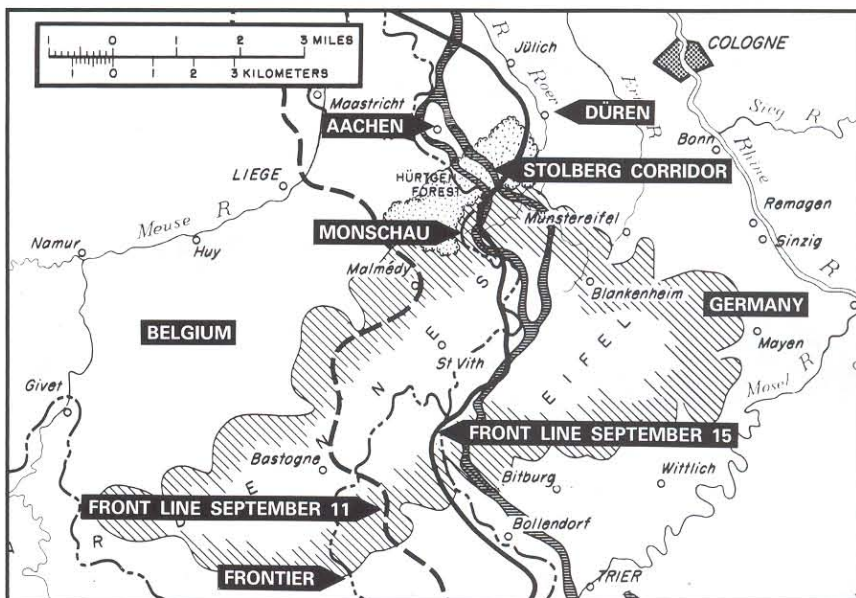 1 0 1 2 3 MILES
1 0 1 2 3 KILOMETERS
Jülich
COLOGNE
R
Roer
Maastricht
AACHEN
DÜREN
Sieg R
Bonn
Rhine
R
LIEGE
HÜRTGEN
FOREST
STOLBERG CORRIDOR
Meuse R
Münstereifel
Remagen
MONSCHAU
Namur
Huy
Sinzig
Malmédy
Blankenheim
GERMANY
BELGIUM
Mayen
St Vith
EIFEL
Mosel R
Givet
FRONT LINE SEPTEMBER 15
Bastogne
Bitburg
Wittlich
FRONT LINE SEPTEMBER 11
Bollendorf
R E N N E S
FRONTIER
TRIER